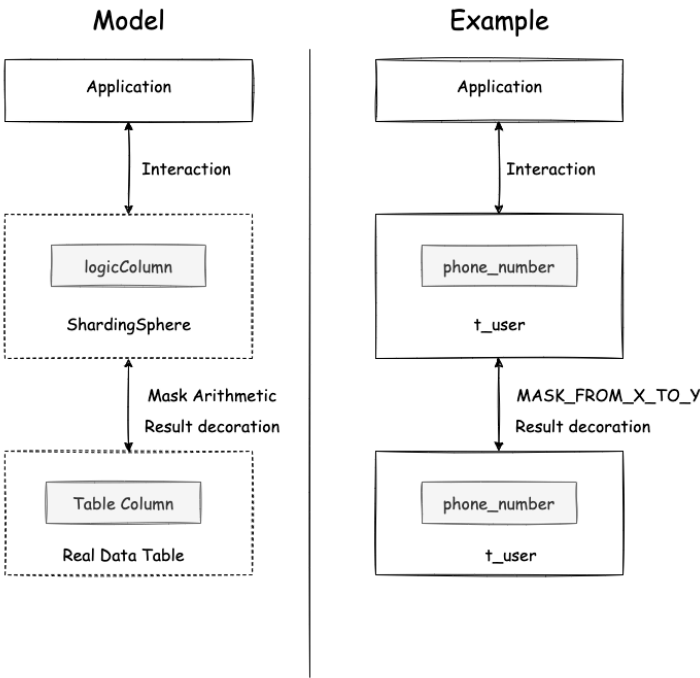 Model
Application
Interaction
logicColumn
ShardingSphere
Mask Arithmetic
Result decoration
Table Column
Real Data Table
Example
Application
Interaction
phone_number
t_user
MASK_FROM_X_TO_Y
Result decoration
phone_number
t_user